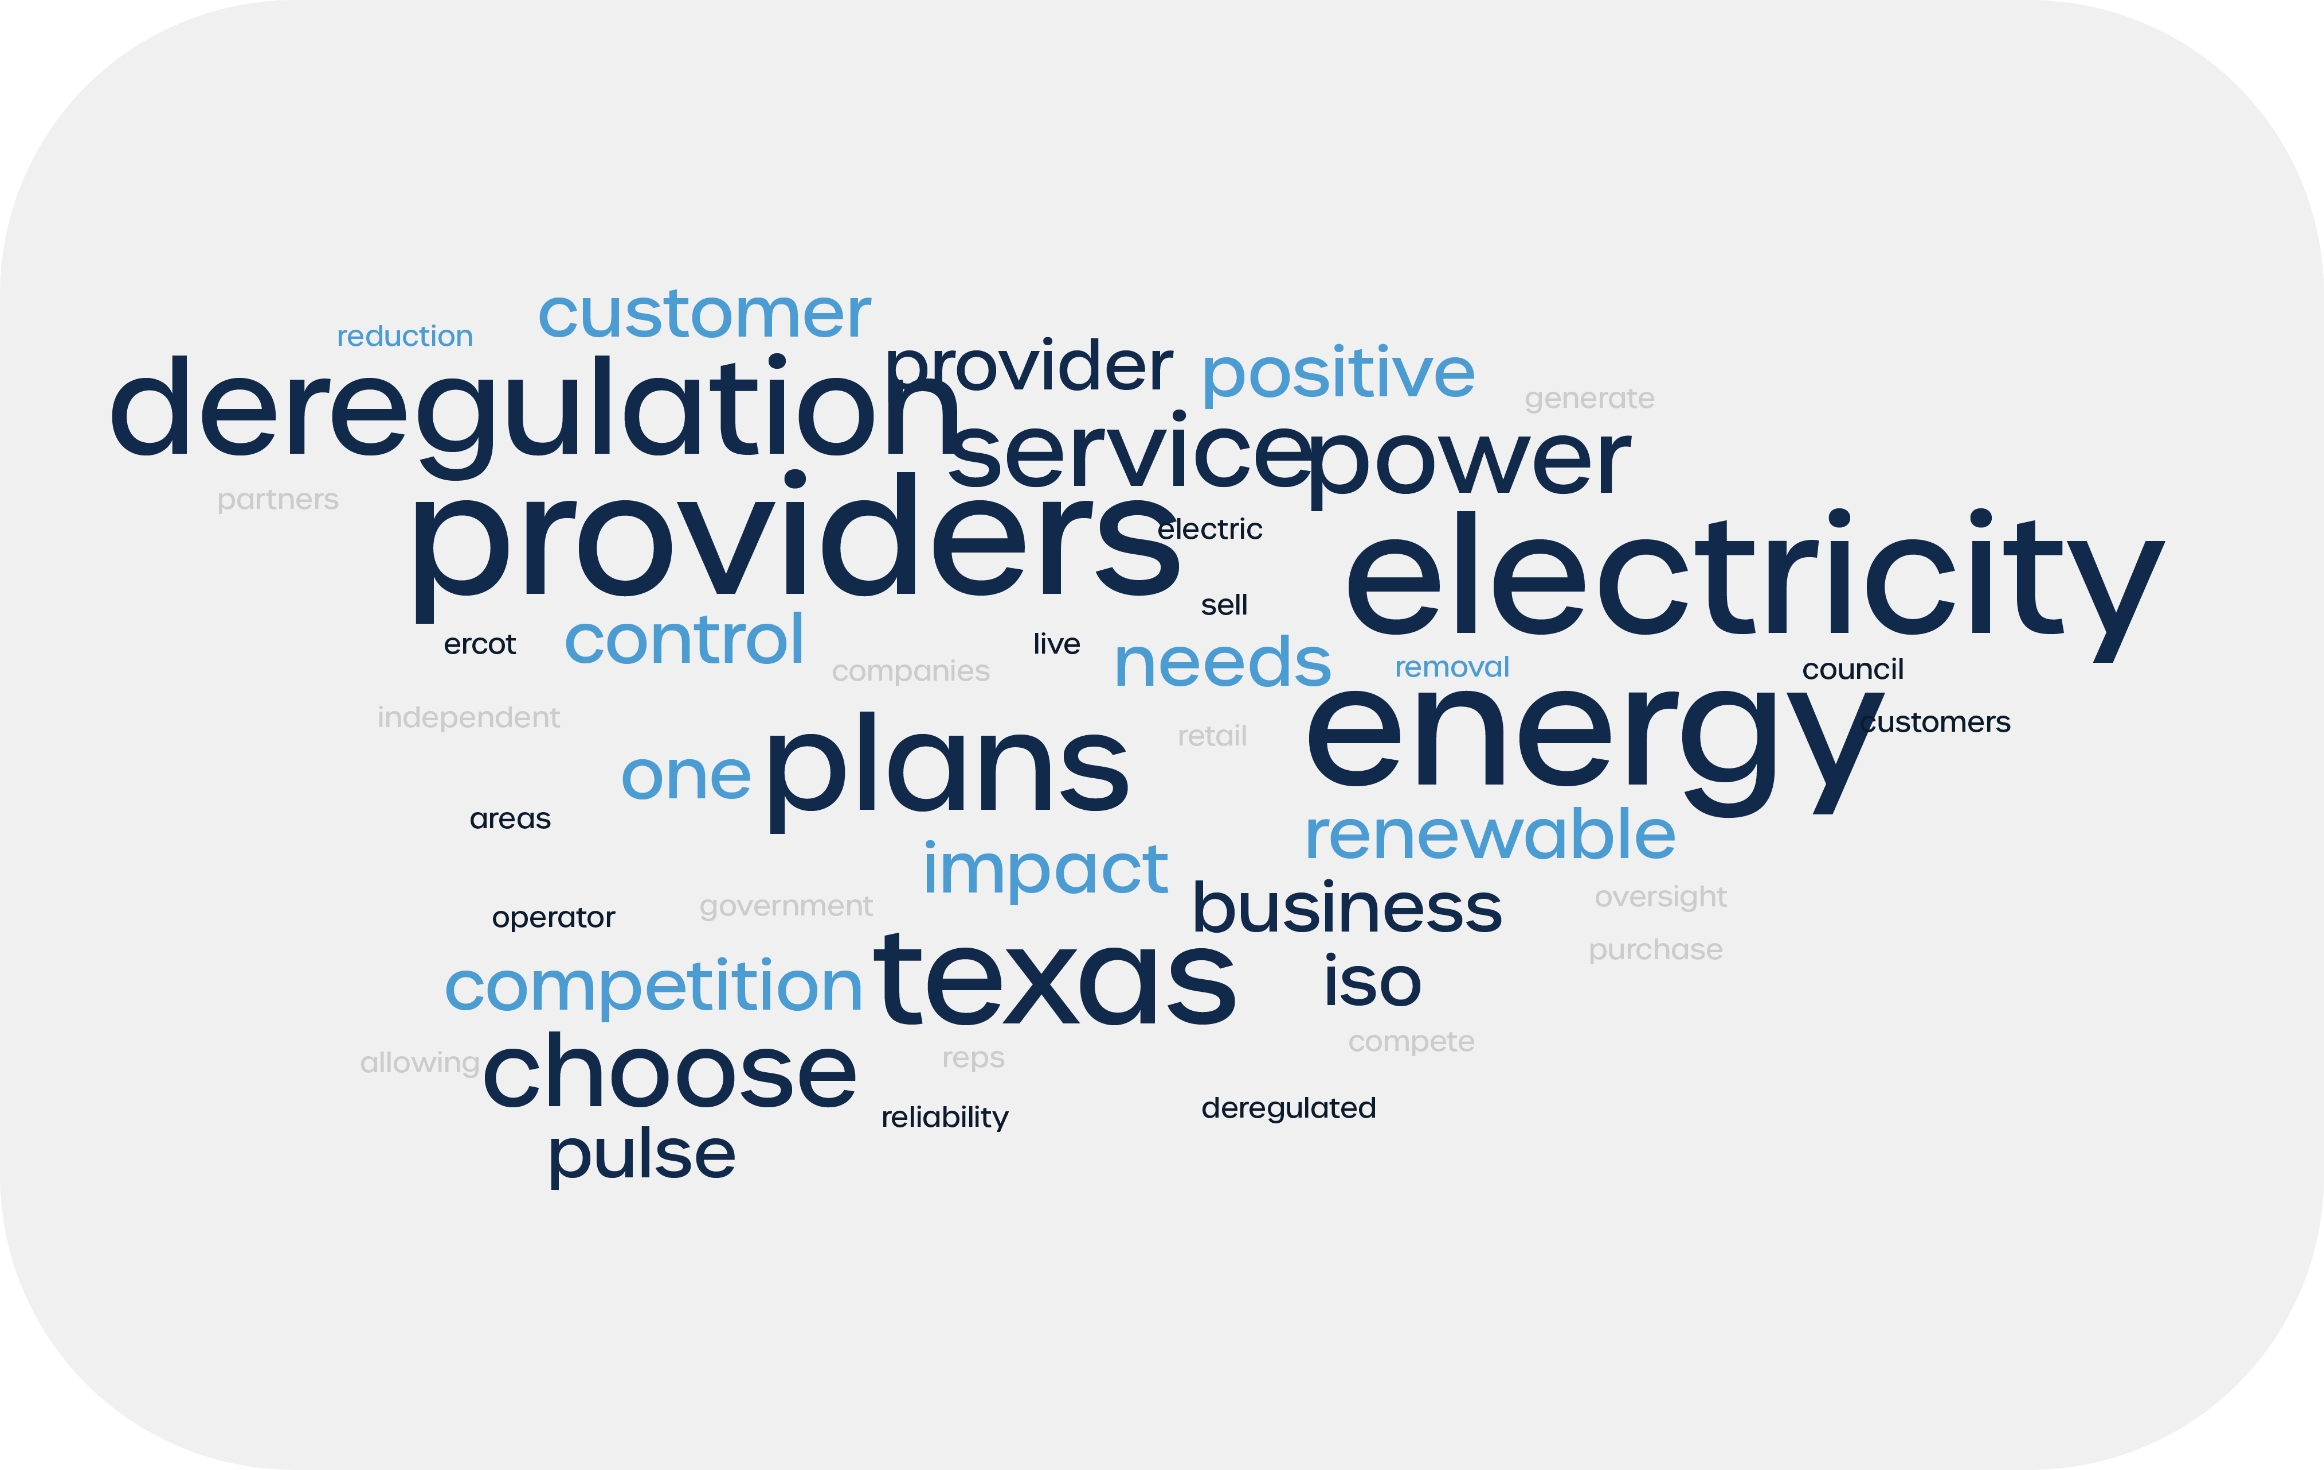 customer
reduction
provider
positive
generate
deregulation
service
power
partners
providers
electric
electricity
sell
ercot
control
live
companies
needs
removal
council
independent
retail
energy
customers
one
plans
areas
renewable
impact
operator
government
business
oversight
purchase
competition
texas
iso
allowing
choose
reps
compete
reliability
deregulated
pulse